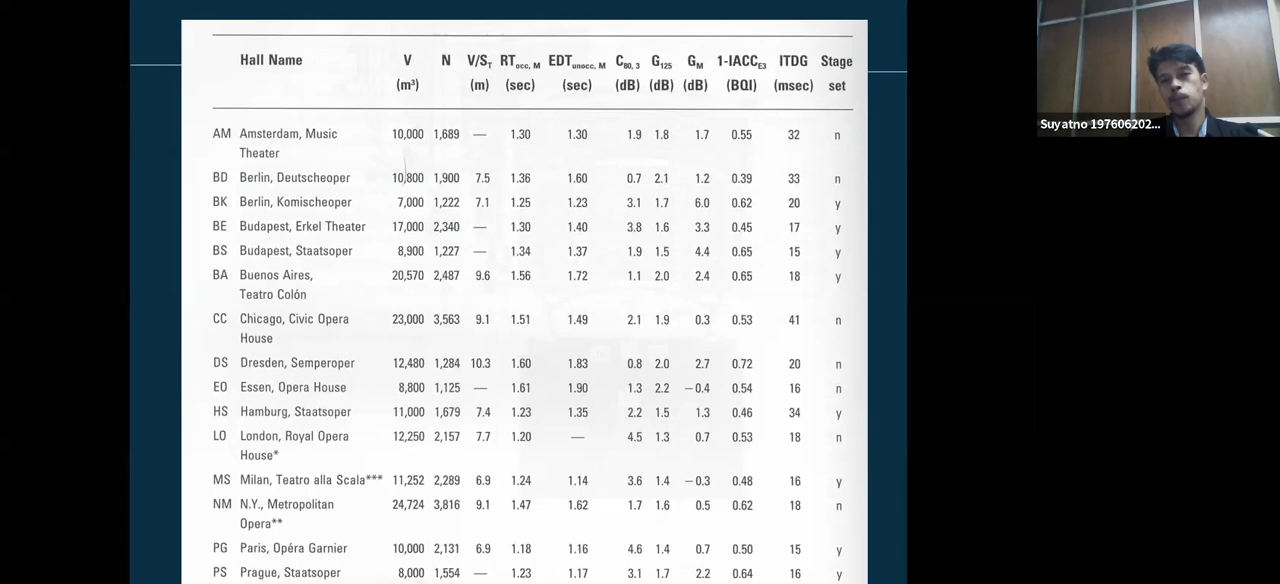 Hall Name V N V/ST RTocc, M EDTunocc, M C80, 3 G125 GM 1-IACCE3 ITDG Stage
(m³) (m) (sec) (sec) (dB) (dB) (dB) (BQI) (msec) set
AM Amsterdam, Music 10,000 1,689 — 1.30 1.30 1.9 1.8 1.7 0.55 32 n
Theater
BD Berlin, Deutscheoper 10,800 1,900 7.5 1.36 1.60 0.7 2.1 1.2 0.39 33 n
BK Berlin, Komischeoper 7,000 1,222 7.1 1.25 1.23 3.1 1.7 6.0 0.62 20 y
BE Budapest, Erkel Theater 17,000 2,340 — 1.30 1.40 3.8 1.6 3.3 0.45 17 y
BS Budapest, Staatsoper 8,900 1,227 — 1.34 1.37 1.9 1.5 4.4 0.65 15 y
BA Buenos Aires, 20,570 2,487 9.6 1.56 1.72 1.1 2.0 2.4 0.65 18 y
Teatro Colón
CC Chicago, Civic Opera 23,000 3,563 9.1 1.51 1.49 2.1 1.9 0.3 0.53 41 n
House
DS Dresden, Semperoper 12,480 1,284 10.3 1.60 1.83 0.8 2.0 2.7 0.72 20 n
EO Essen, Opera House 8,800 1,125 — 1.61 1.90 1.3 2.2 −0.4 0.54 16 n
HS Hamburg, Staatsoper 11,000 1,679 7.4 1.23 1.35 2.2 1.5 1.3 0.46 34 y
LO London, Royal Opera 12,250 2,157 7.7 1.20 — 4.5 1.3 0.7 0.53 18 n
House*
MS Milan, Teatro alla Scala*** 11,252 2,289 6.9 1.24 1.14 3.6 1.4 −0.3 0.48 16 y
NM N.Y., Metropolitan 24,724 3,816 9.1 1.47 1.62 1.7 1.6 0.5 0.62 18 n
Opera**
PG Paris, Opéra Garnier 10,000 2,131 6.9 1.18 1.16 4.6 1.4 0.7 0.50 15 y
PS Prague, Staatsoper 8,000 1,554 — 1.23 1.17 3.1 1.7 2.2 0.64 16 y
Suyatno 197606202...